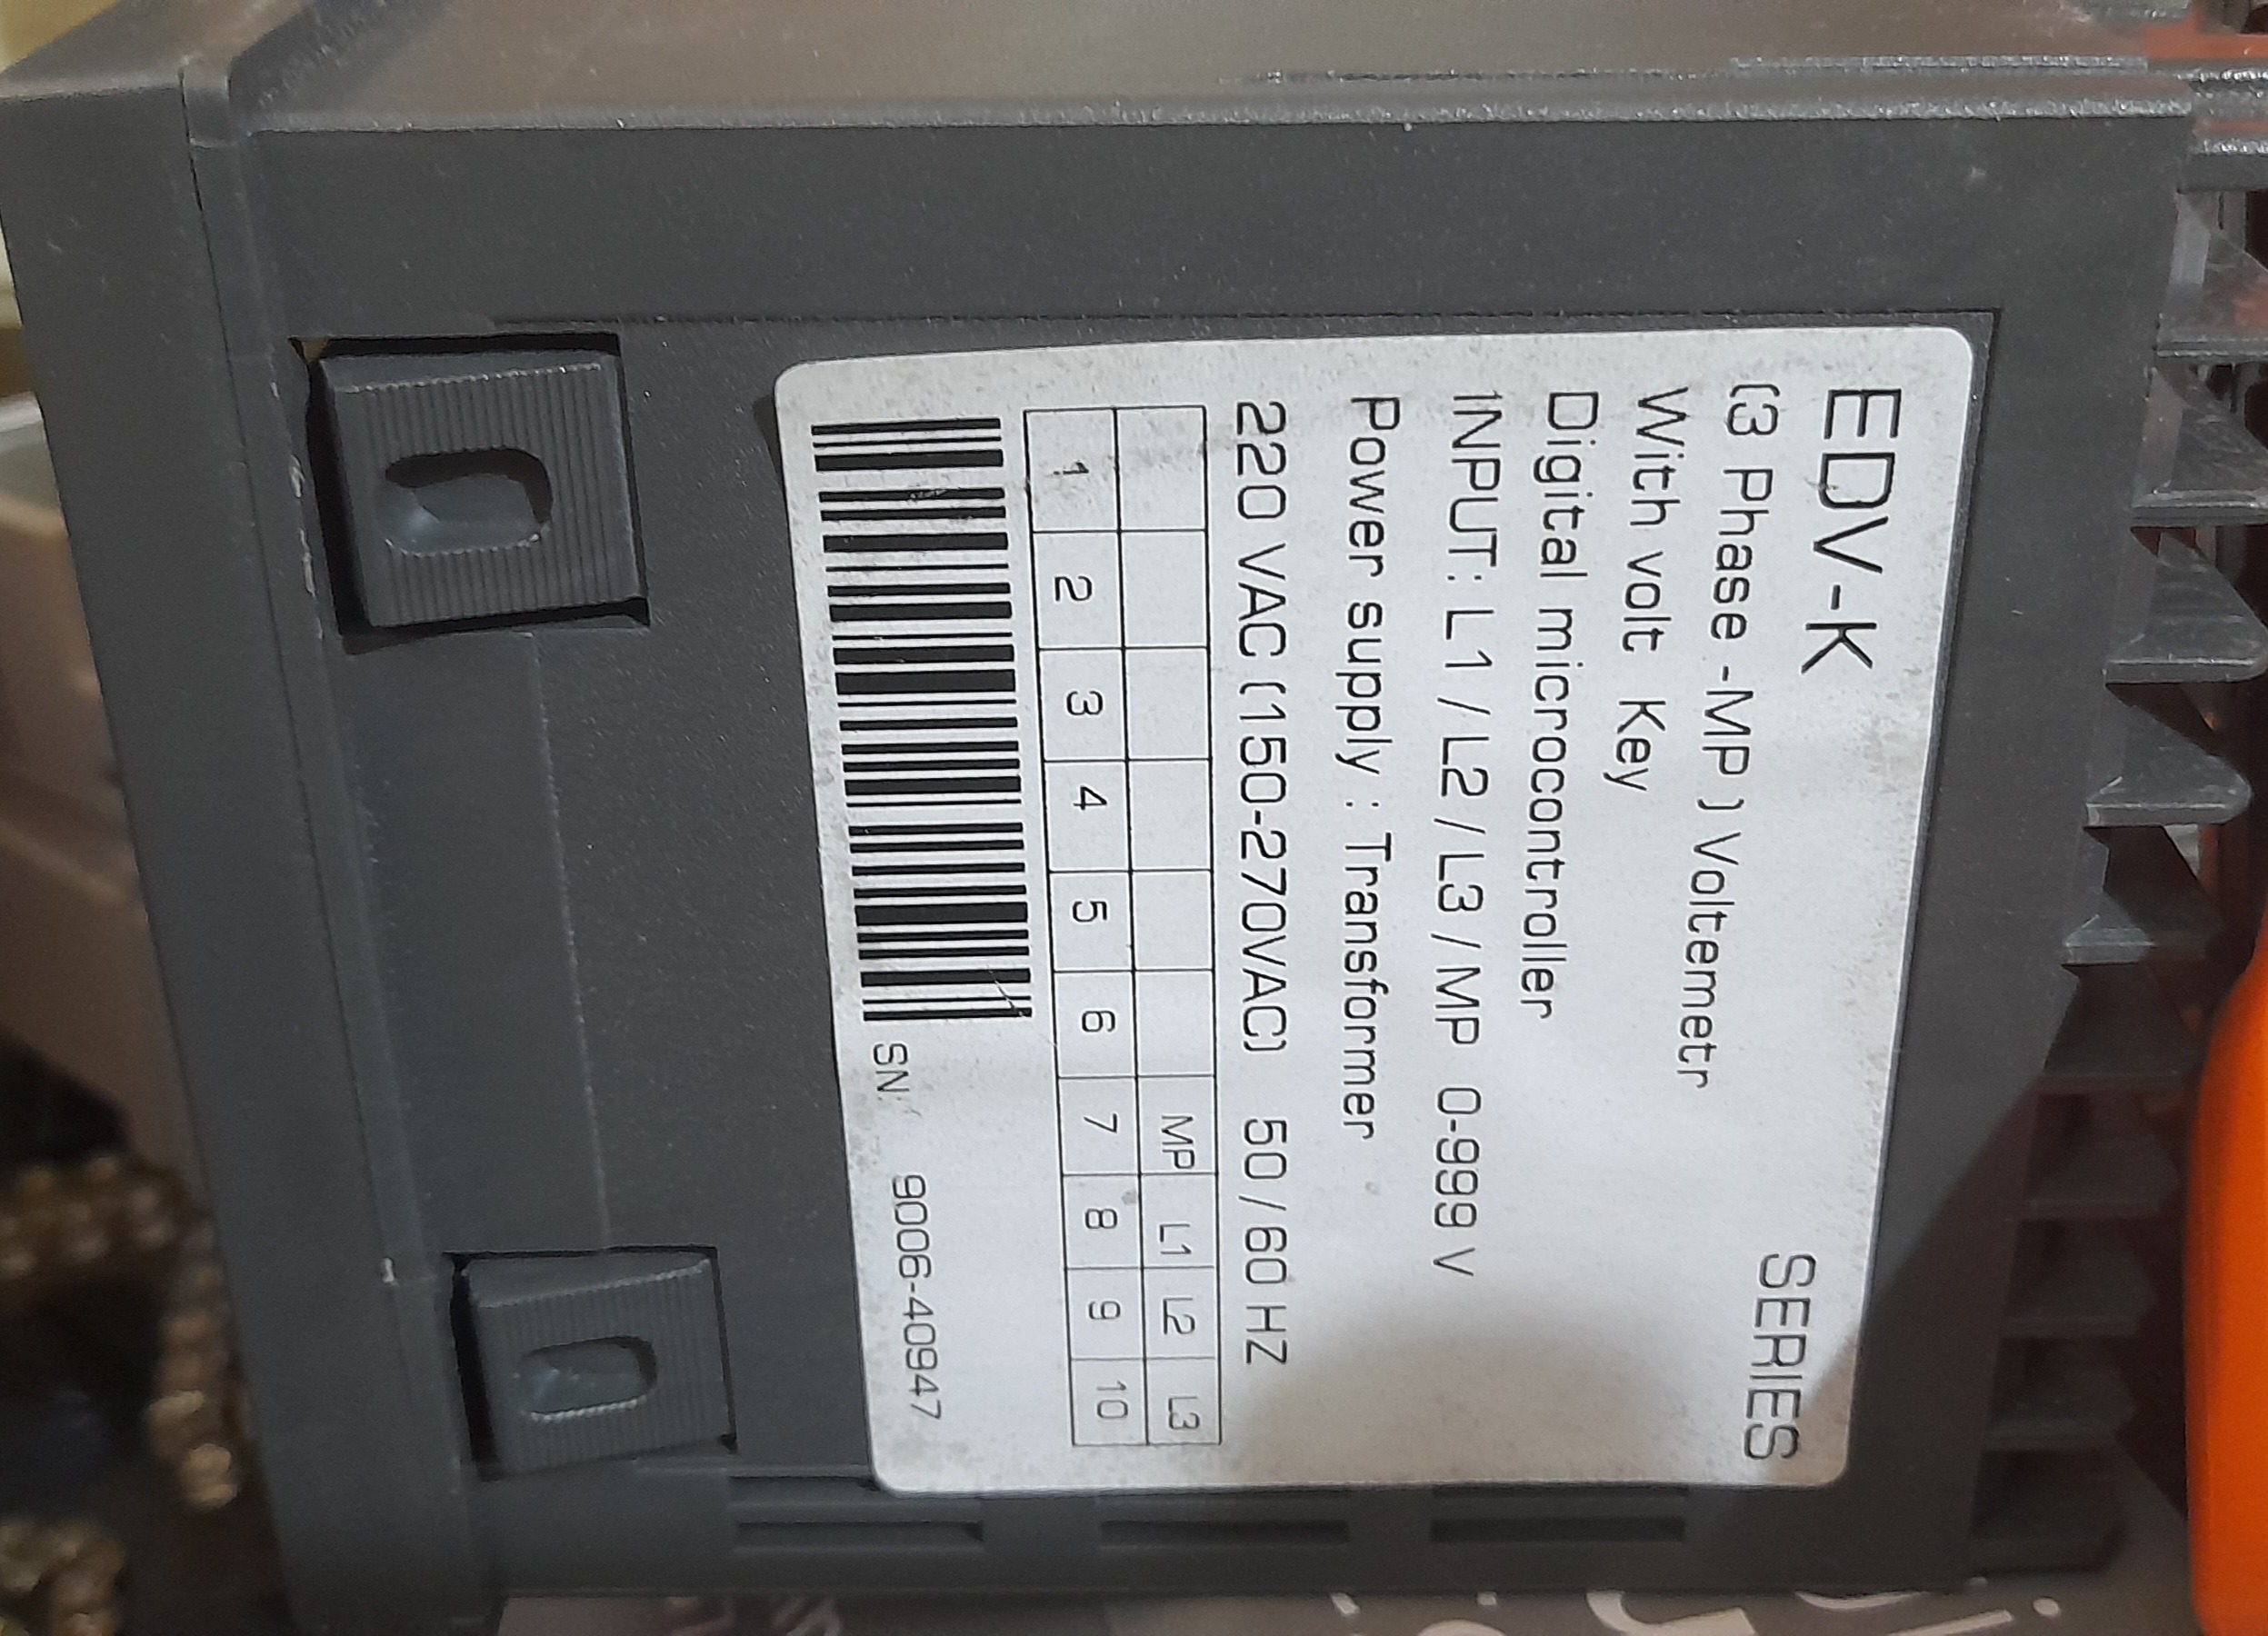 EDV-K SERIES
(3 Phase -MP ) Voltemetr
With volt Key
Digital microcontroller
INPUT: L1 / L2 / L3 / MP 0-999 V
Power supply : Transformer
220 VAC (150-270VAC) 50 / 60 HZ
MP L1 L2 L3
1 2 3 4 5 6 7 8 9 10
SN: 9006-40947